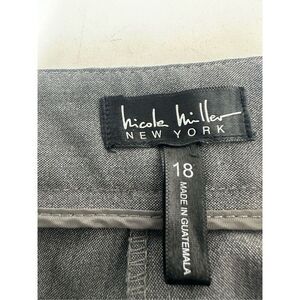 Nicole Miller
NEW YORK
18
MADE IN GUATEMALA